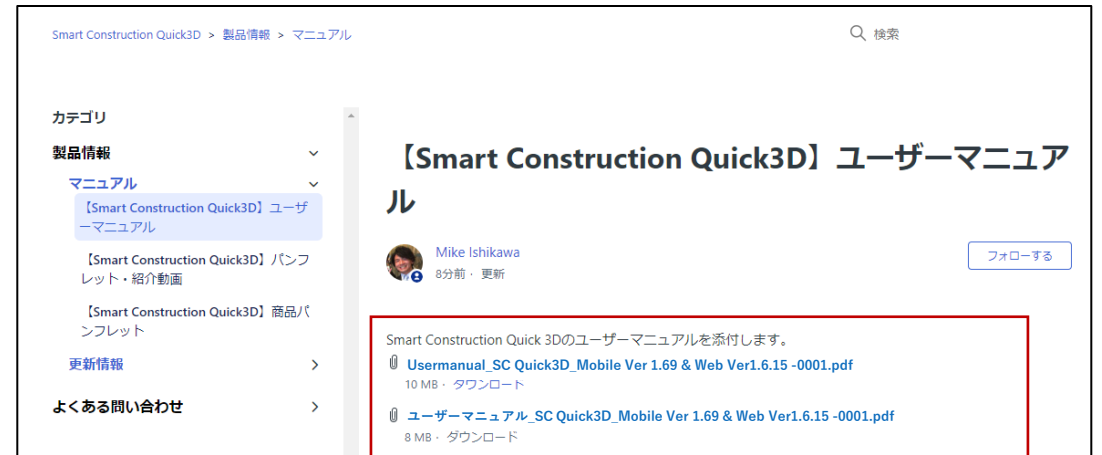 Smart Construction Quick3D > 製品情報 > マニュアル
検索
カテゴリ
製品情報
マニュアル
【Smart Construction Quick3D】ユーザ
ーマニュアル
【Smart Construction Quick3D】パンフ
レット・紹介動画
【Smart Construction Quick3D】商品パ
ンフレット
更新情報
よくある問い合わせ
【Smart Construction Quick3D】ユーザーマニュア
ル
Mike Ishikawa
8分前・ 更新
フォローする
Smart Construction Quick 3Dのユーザーマニュアルを添付します。
Usermanual_SC Quick3D_Mobile Ver 1.69 & Web Ver1.6.15 -0001.pdf
10 MB・ ダウンロード
ユーザーマニュアル_SC Quick3D_Mobile Ver 1.69 & Web Ver1.6.15 -0001.pdf
8 MB・ ダウンロード